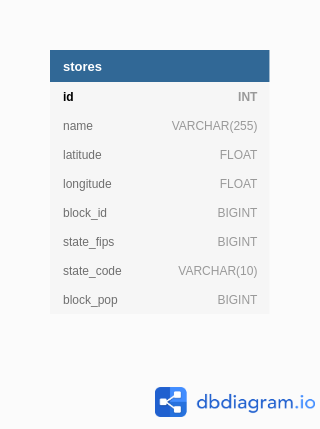 stores
id INT
name VARCHAR(255)
latitude FLOAT
longitude FLOAT
block_id BIGINT
state_fips BIGINT
state_code VARCHAR(10)
block_pop BIGINT
dbdiagram.io